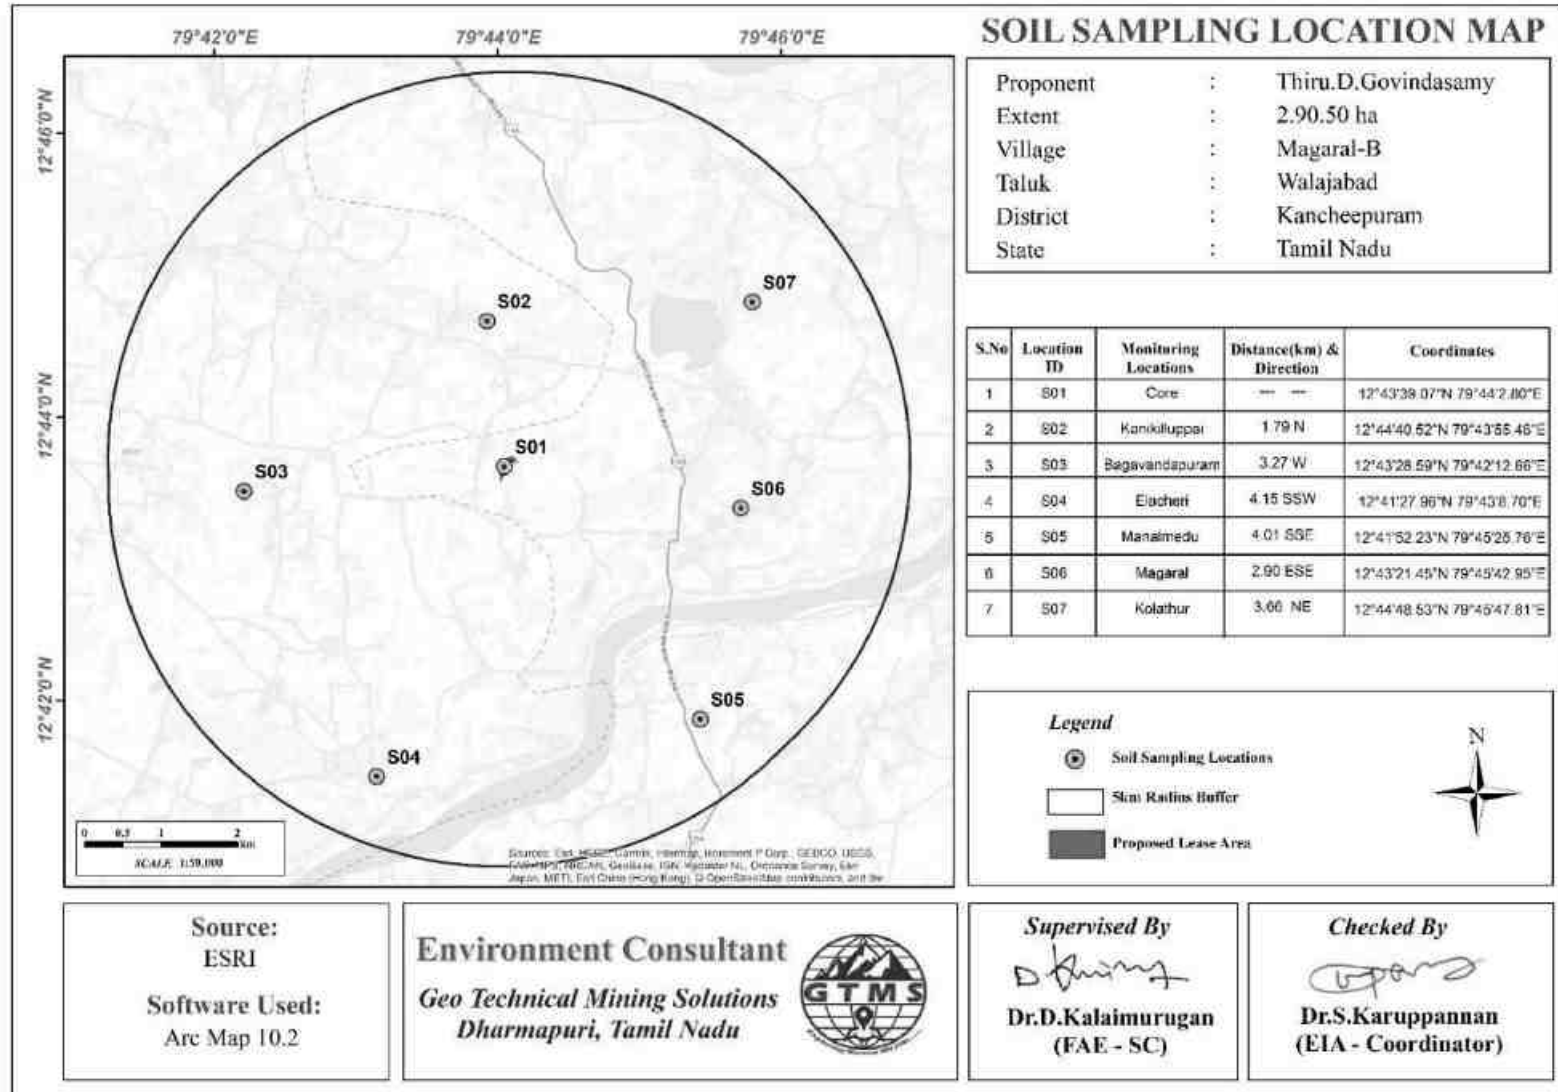 SOIL SAMPLING LOCATION MAP
79°42'0"E 79°44'0"E 79°46'0"E
12°46'0"N
12°44'0"N
12°42'0"N
S07
S02
S01
S03
S06
S05
S04
0 0.5 1 2
km
SCALE 1:50,000
Proponent : Thiru.D.Govindasamy
Extent : 2.90.50 ha
Village : Magaral-B
Taluk : Walajabad
District : Kancheepuram
State : Tamil Nadu
S.No Location ID Monitoring Locations Distance(km) & Direction Coordinates
1 S01 Core --- --- 12°43'39.07"N 79°44'2.80"E
2 S02 Kanikilluppai 1.79 N 12°44'40.52"N 79°43'55.46"E
3 S03 Bagavandapuram 3.27 W 12°43'28.59"N 79°42'12.66"E
4 S04 Elacheri 4.15 SSW 12°41'27.96"N 79°43'8.70"E
5 S05 Manalmedu 4.01 SSE 12°41'52.23"N 79°45'25.76"E
6 S06 Magaral 2.90 ESE 12°43'21.45"N 79°45'42.95"E
7 S07 Kolathur 3.66 NE 12°44'48.53"N 79°45'47.81"E
Legend
Soil Sampling Locations
5km Radius Buffer
Proposed Lease Area
N
Source:
ESRI
Software Used:
Arc Map 10.2
Environment Consultant
Geo Technical Mining Solutions
Dharmapuri, Tamil Nadu
GTMS
Supervised By
Dr.D.Kalaimurugan
(FAE - SC)
Checked By
Dr.S.Karuppannan
(EIA - Coordinator)